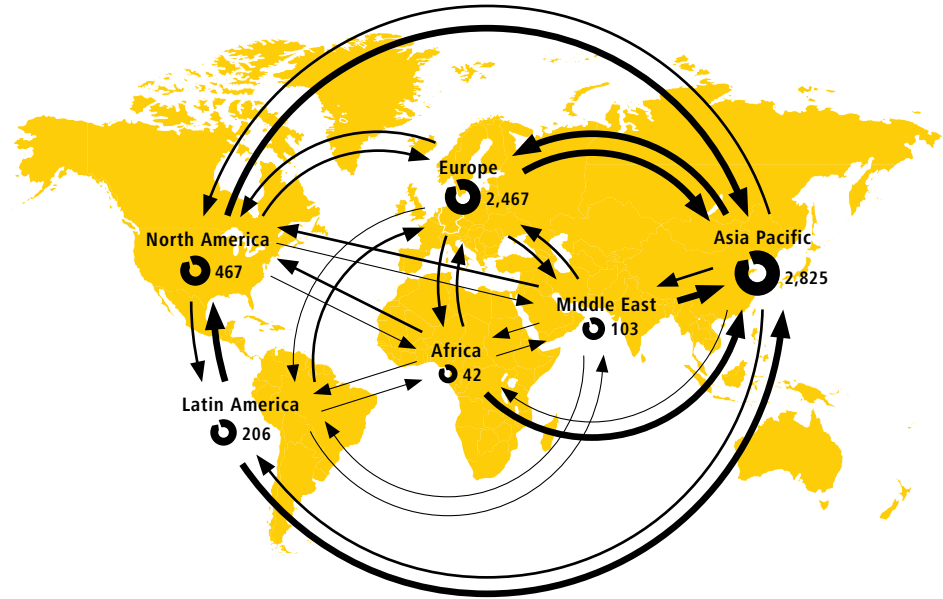 Europe
2,467
North America
467
Asia Pacific
2,825
Middle East
103
Africa
42
Latin America
206